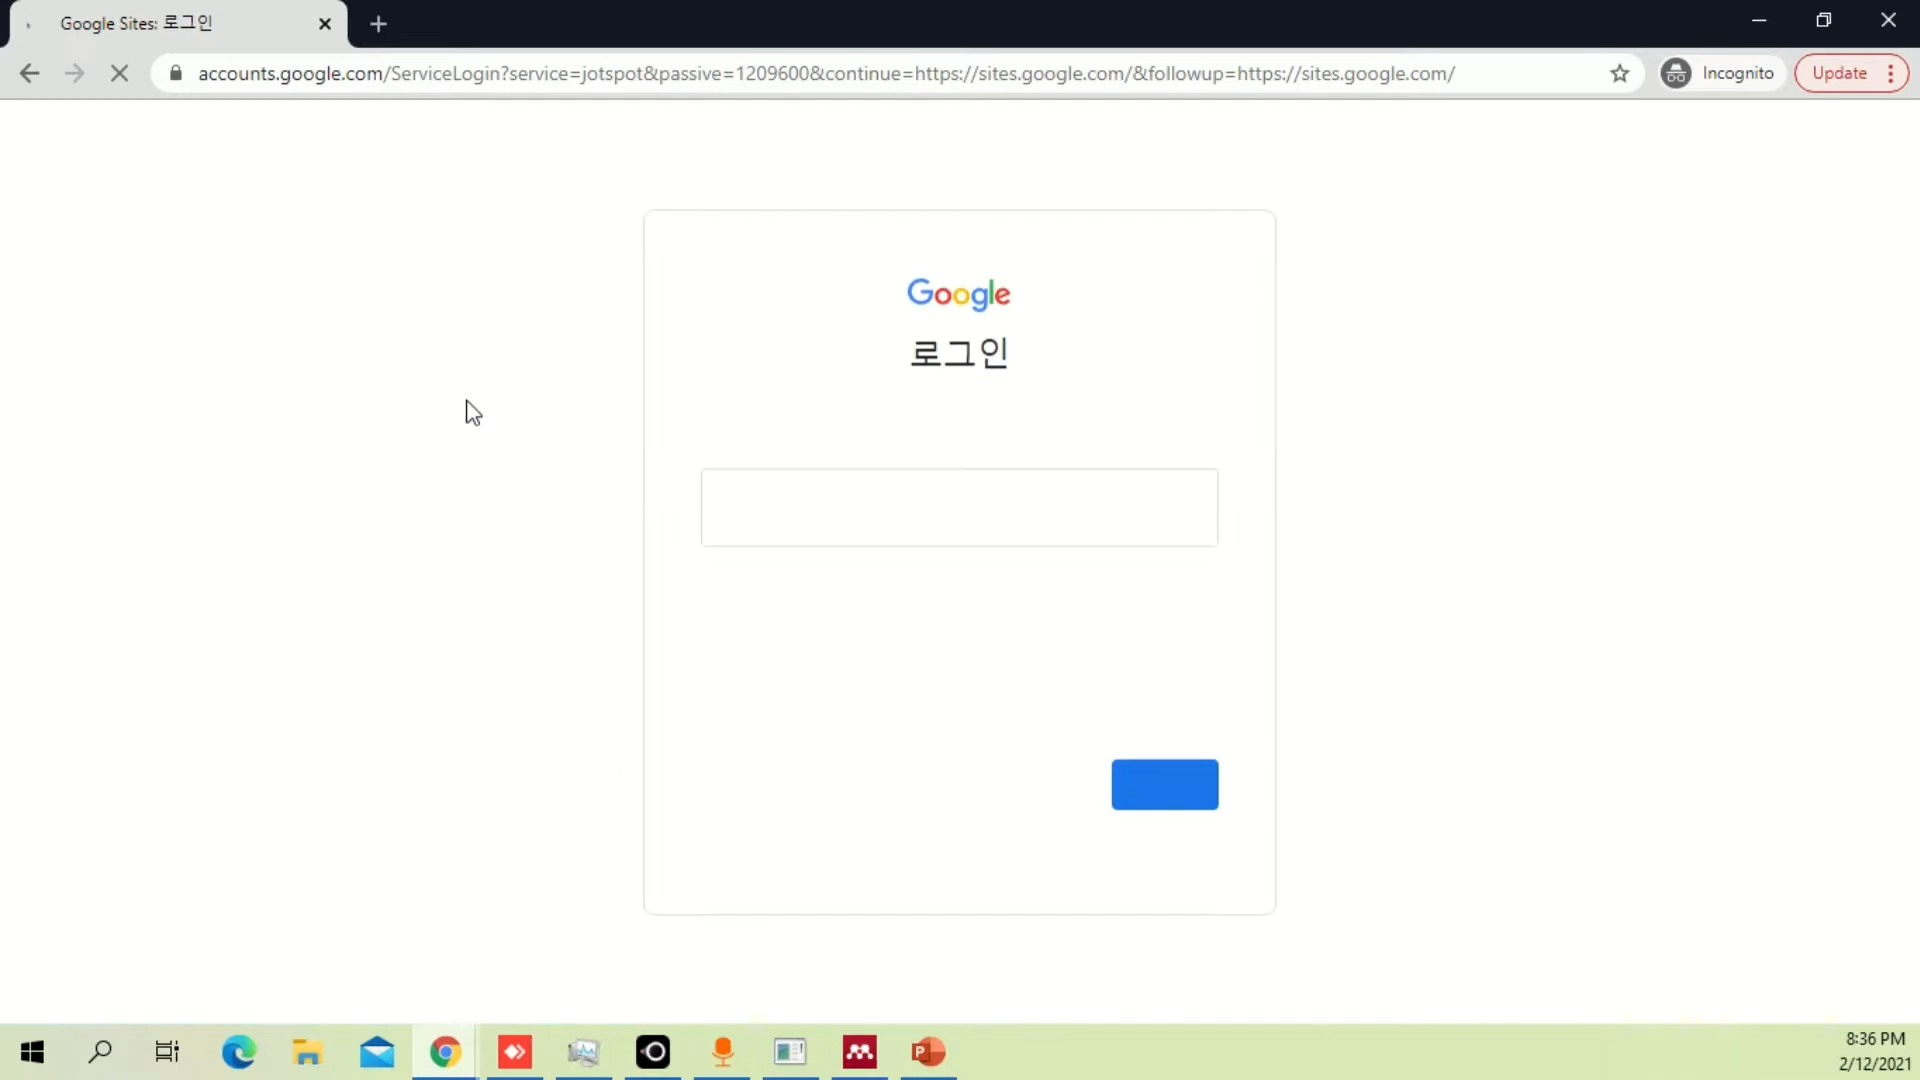 Google Sites: 로그인
accounts.google.com/ServiceLogin?service=jotspot&passive=1209600&continue=https://sites.google.com/&followup=https://sites.google.com/
Incognito
Update
Google
로그인
8:36 PM
2/12/2021